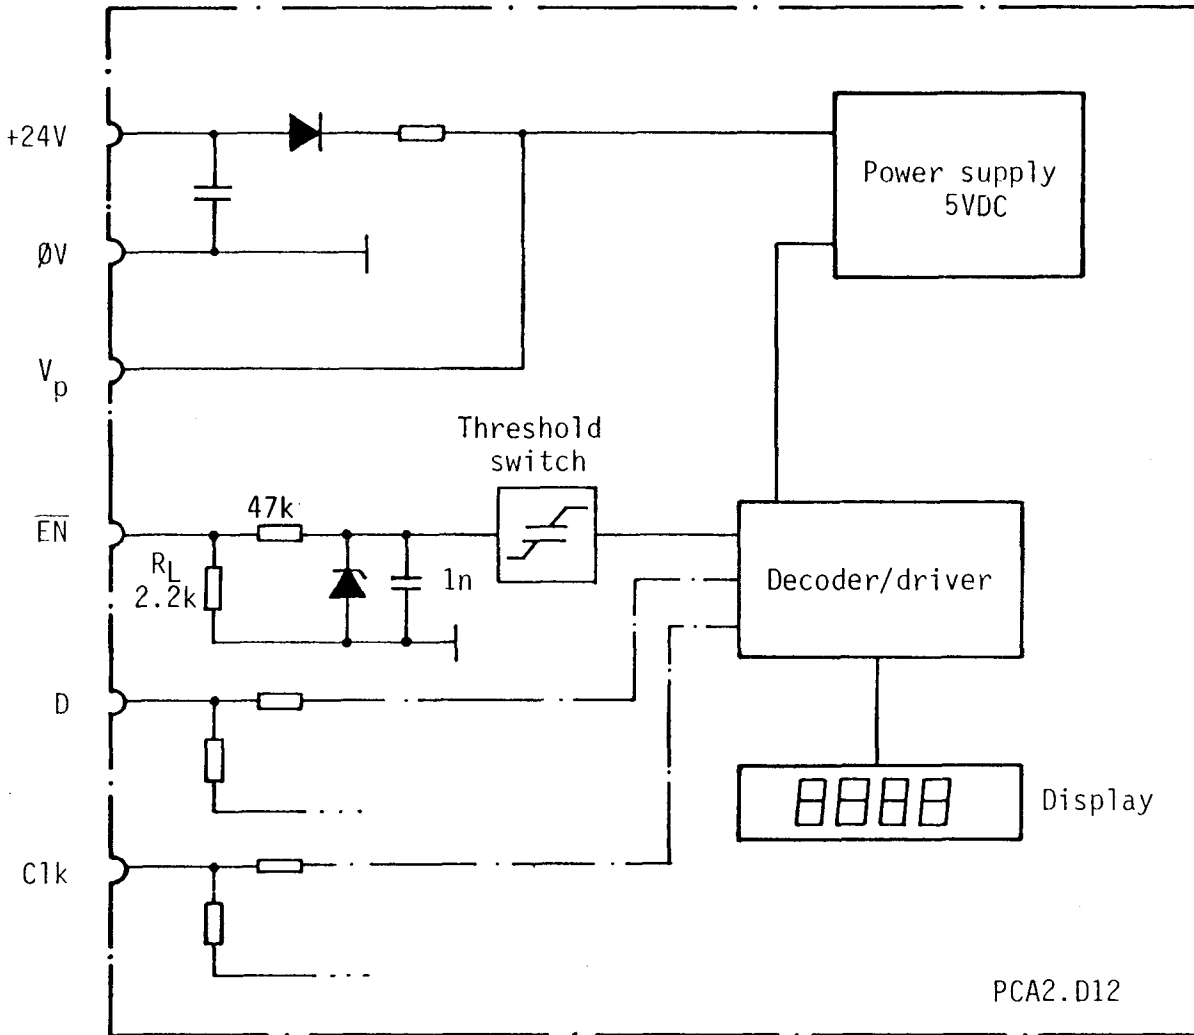 +24V
Power supply
5VDC
ØV
Vp
Threshold
switch
EN
47k
RL
2.2k
1n
Decoder/driver
D
8888
Display
Clk
PCA2.D12